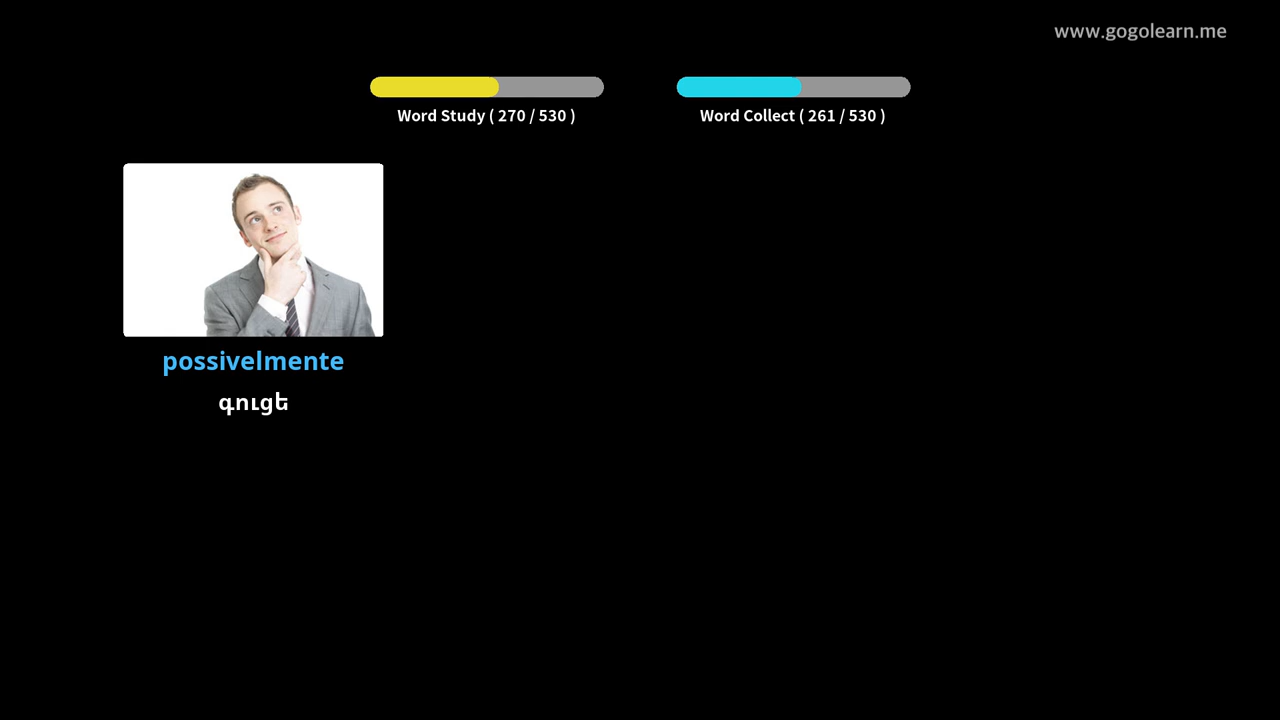 www.gogolearn.me
Word Study ( 270 / 530 )
Word Collect ( 261 / 530 )
possivelmente
գուցե